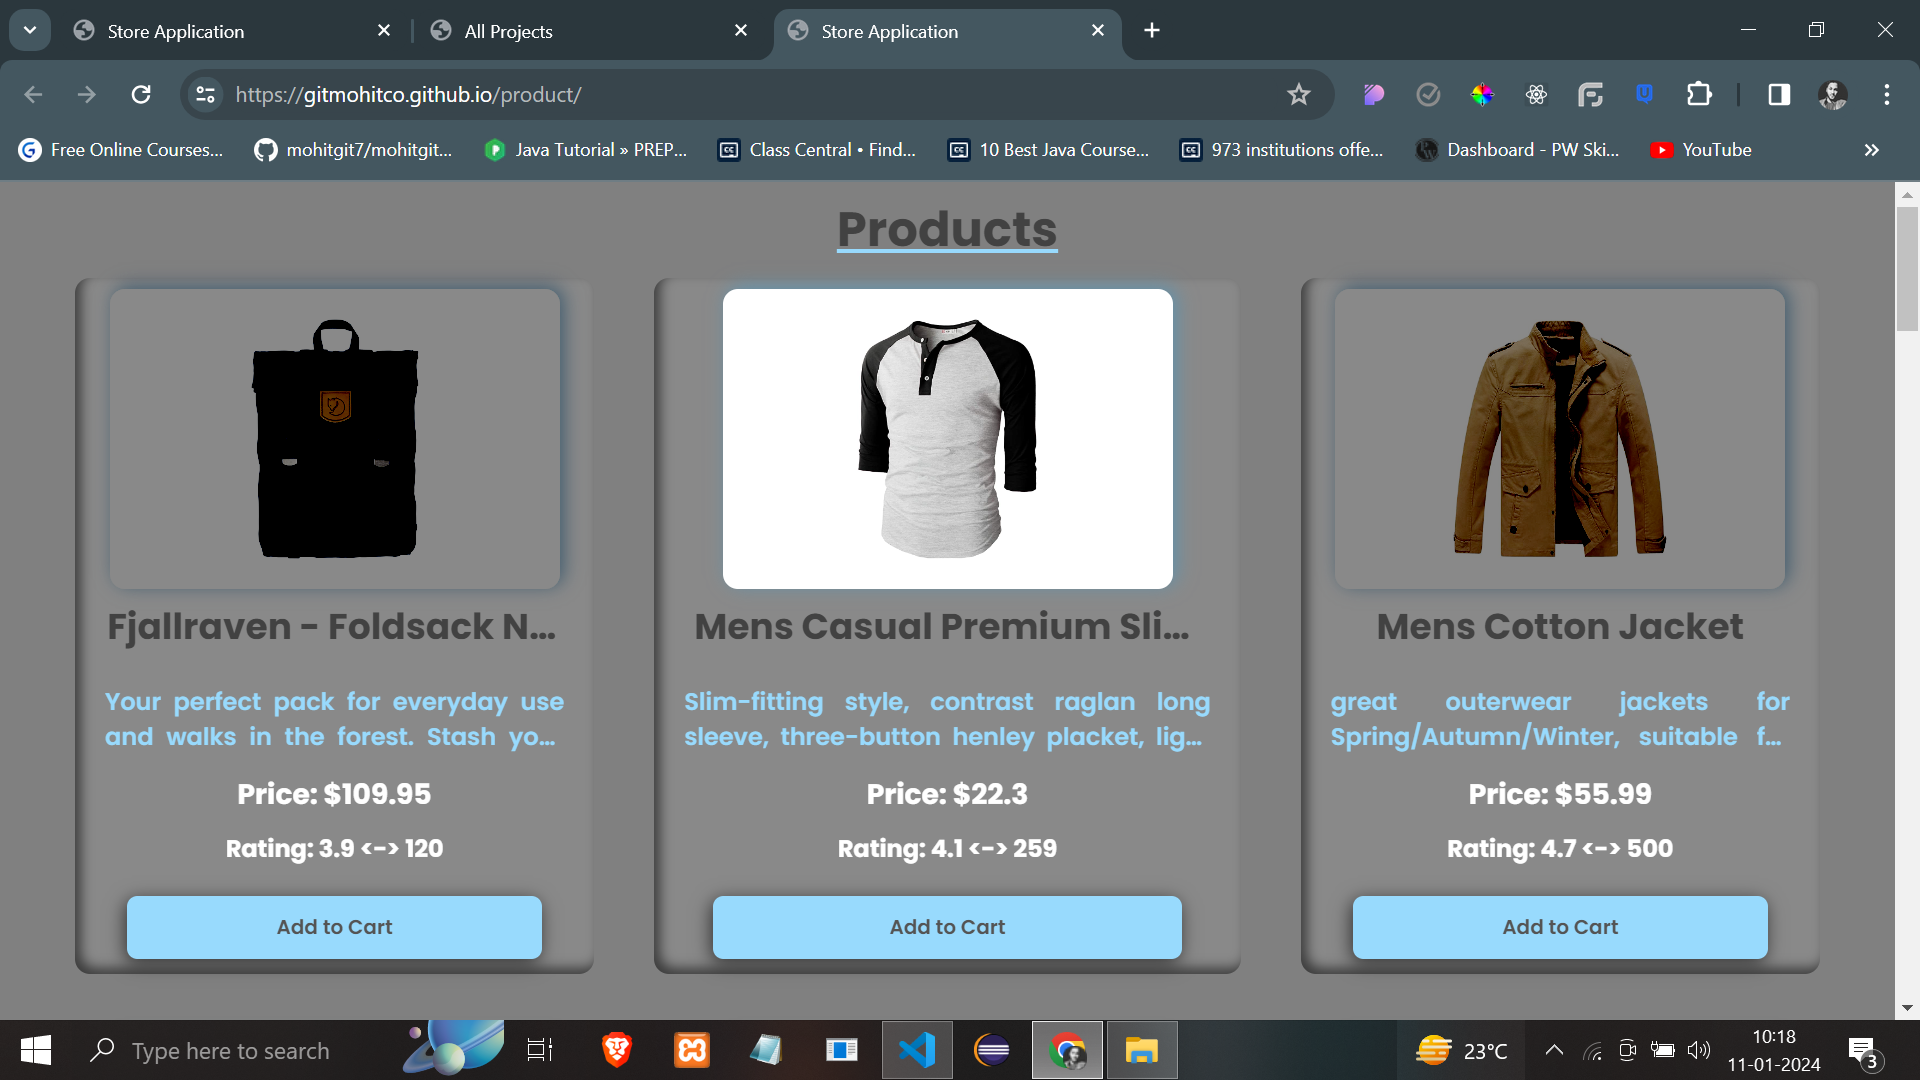 Store Application
All Projects
Store Application
https://gitmohitco.github.io/product/
Free Online Courses...
mohitgit7/mohitgit...
Java Tutorial » PREP...
Class Central • Find...
10 Best Java Course...
973 institutions offe...
Dashboard - PW Ski...
YouTube
Products
Fjallraven - Foldsack N...
Your perfect pack for everyday use
and walks in the forest. Stash yo...
Price: $109.95
Rating: 3.9 <-> 120
Add to Cart
Mens Casual Premium Sli...
Slim-fitting style, contrast raglan long
sleeve, three-button henley placket, lig...
Price: $22.3
Rating: 4.1 <-> 259
Add to Cart
Mens Cotton Jacket
great outerwear jackets for
Spring/Autumn/Winter, suitable f...
Price: $55.99
Rating: 4.7 <-> 500
Add to Cart
Type here to search
23°C
10:18
11-01-2024
3